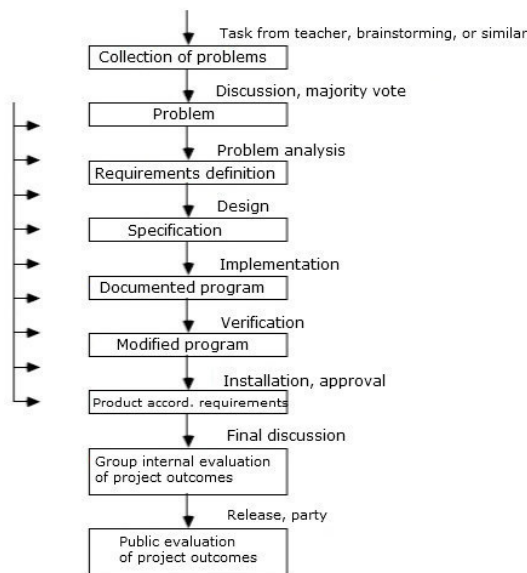 Task from teacher, brainstorming, or similar
Collection of problems
Discussion, majority vote
Problem
Problem analysis
Requirements definition
Design
Specification
Implementation
Documented program
Verification
Modified program
Installation, approval
Product accord. requirements
Final discussion
Group internal evaluation
of project outcomes
Release, party
Public evaluation
of project outcomes